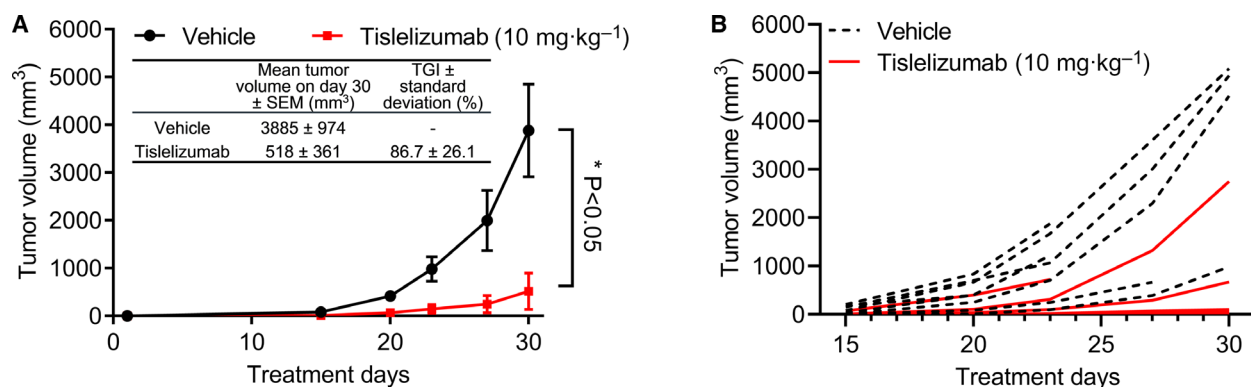 A
Vehicle
Tislelizumab (10 mg·kg⁻¹)
Mean tumor
volume on day 30
± SEM (mm³)
TGI ±
standard
deviation (%)
Vehicle 3885 ± 974 -
Tislelizumab 518 ± 361 86.7 ± 26.1
* P<0.05
Tumor volume (mm³)
6000
5000
4000
3000
2000
1000
0
0 10 20 30
Treatment days
B
Vehicle
Tislelizumab (10 mg·kg⁻¹)
Tumor volume (mm³)
6000
5000
4000
3000
2000
1000
0
15 20 25 30
Treatment days